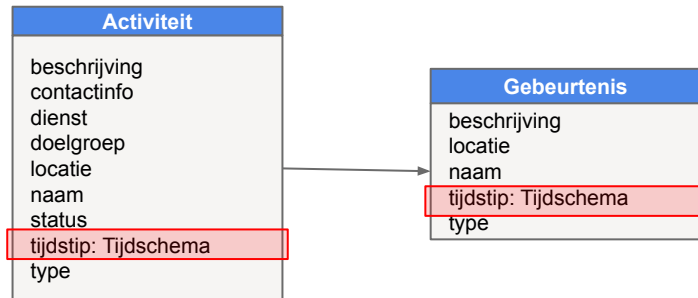 Activiteit
beschrijving
contactinfo
dienst
doelgroep
locatie
naam
status
tijdstip: Tijdschema
type
Gebeurtenis
beschrijving
locatie
naam
tijdstip: Tijdschema
type